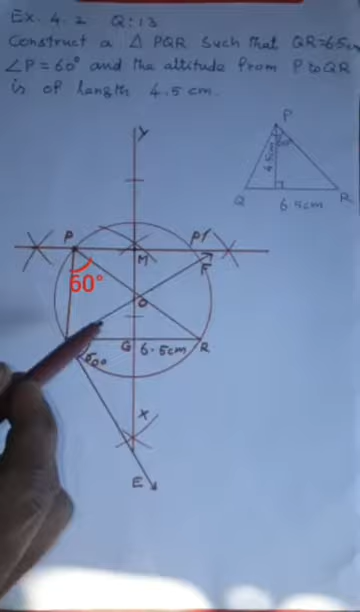 Ex. 4.2 Q:13
Construct a △ PQR such that QR=6.5cm
∠P = 60° and the altitude from P to QR
is of length 4.5 cm.
P
60°
4.5cm
Q
6.5cm
R
Y
P
M
P'
F
60°
O
G
6.5cm
R
60°
X
E